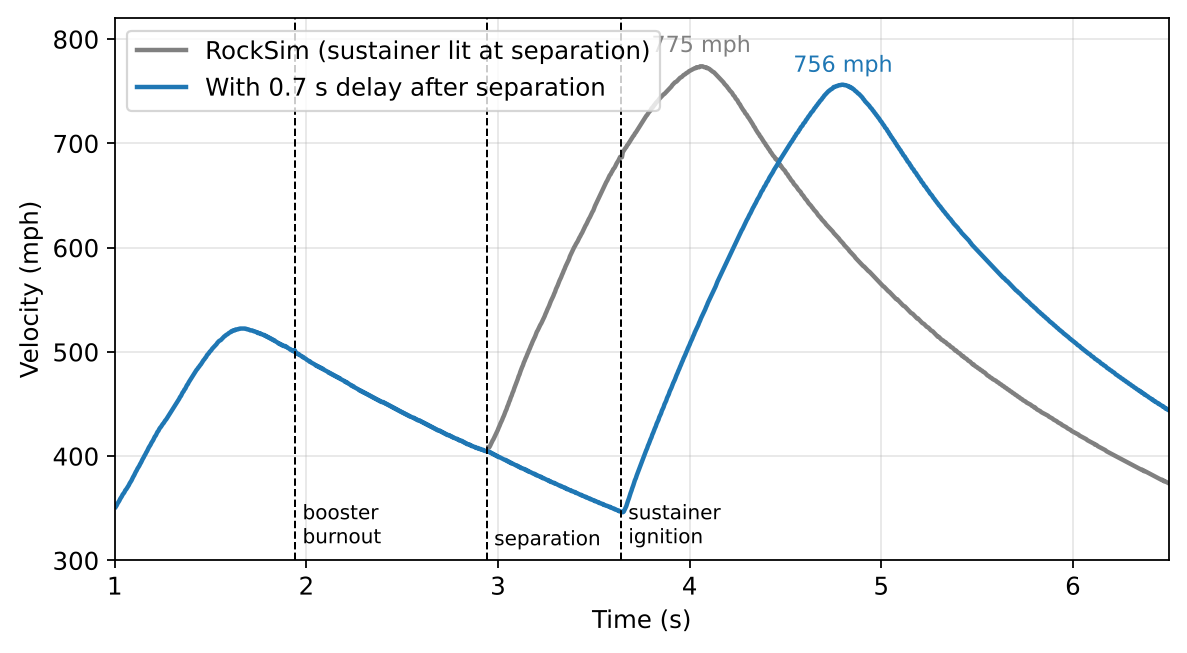 RockSim (sustainer lit at separation)
With 0.7 s delay after separation
775 mph
756 mph
800
700
600
500
400
300
Velocity (mph)
booster
burnout
separation
sustainer
ignition
1
2
3
4
5
6
Time (s)